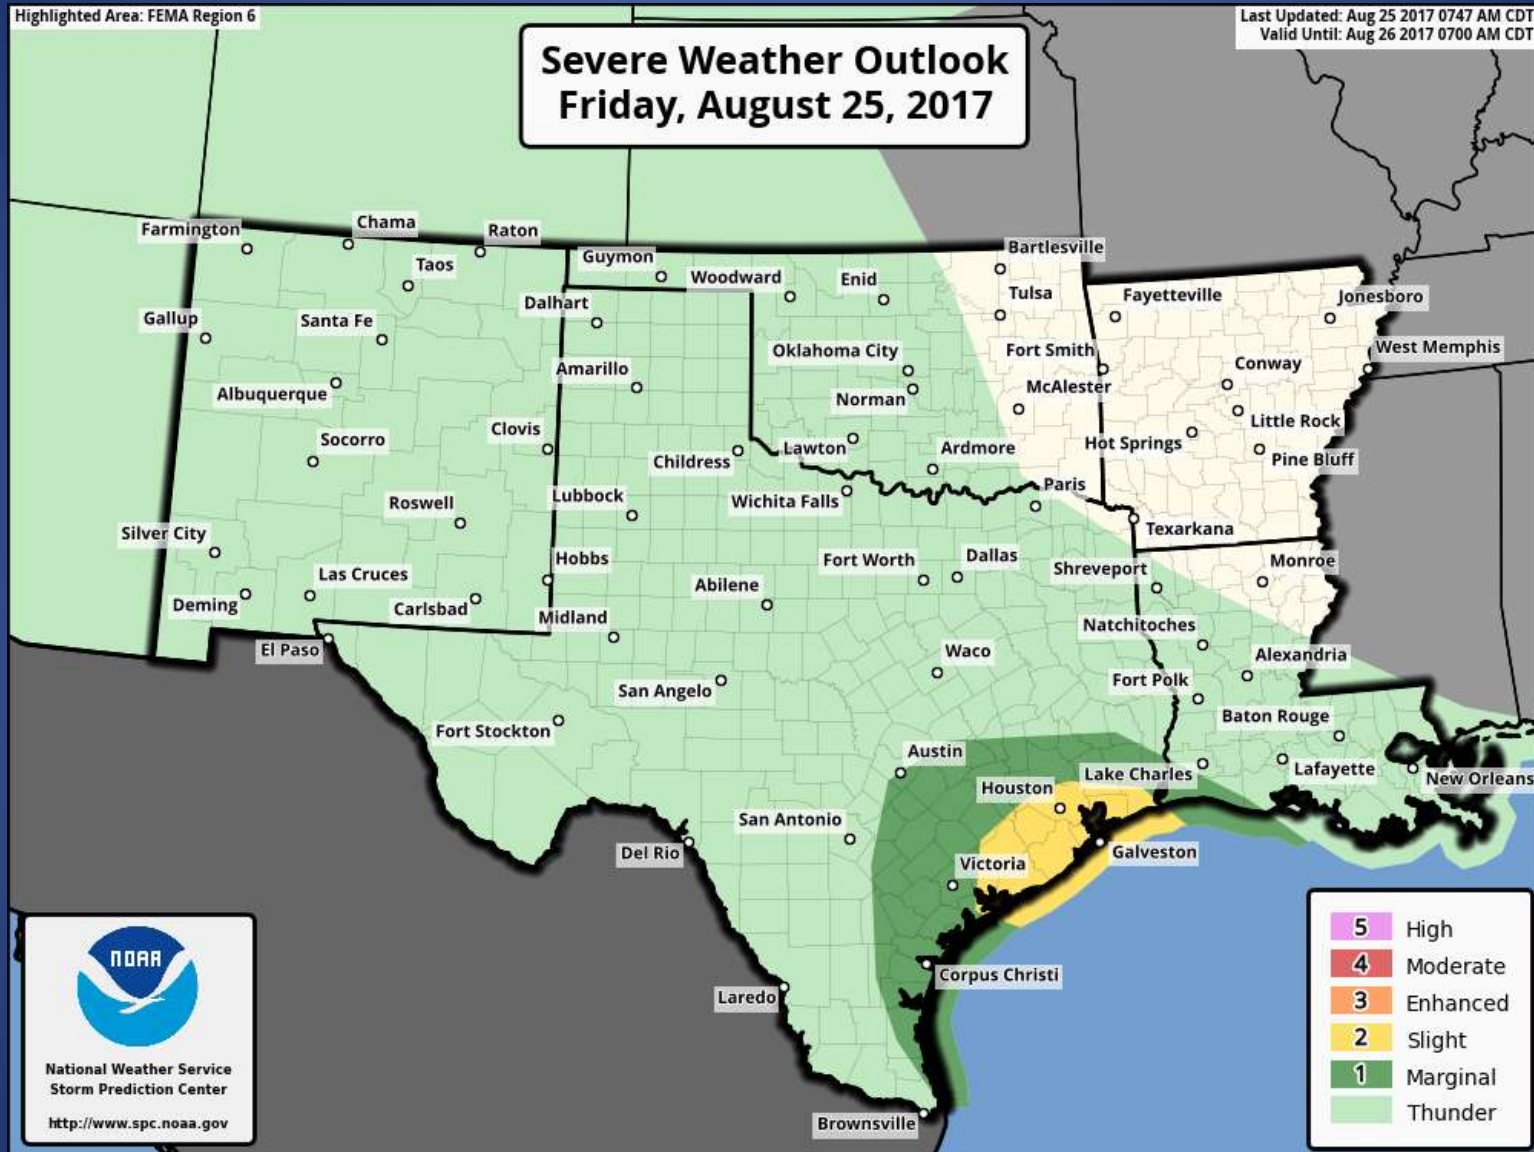 Highlighted Area: FEMA Region 6
Last Updated: Aug 25 2017 0747 AM CDT
Valid Until: Aug 26 2017 0700 AM CDT
Severe Weather Outlook
Friday, August 25, 2017
Farmington
Chama
Raton
Taos
Guymon
Woodward
Enid
Bartlesville
Tulsa
Fayetteville
Jonesboro
Gallup
Santa Fe
Dalhart
Oklahoma City
Fort Smith
Conway
West Memphis
Albuquerque
Amarillo
Norman
McAlester
Little Rock
Socorro
Clovis
Childress
Lawton
Ardmore
Hot Springs
Pine Bluff
Roswell
Lubbock
Wichita Falls
Paris
Texarkana
Silver City
Las Cruces
Hobbs
Abilene
Fort Worth
Dallas
Shreveport
Monroe
Deming
Carlsbad
Midland
Natchitoches
El Paso
San Angelo
Waco
Fort Polk
Alexandria
Fort Stockton
Austin
Baton Rouge
Houston
Lake Charles
Lafayette
New Orleans
San Antonio
Del Rio
Victoria
Galveston
Laredo
Corpus Christi
Brownsville
NOAA
National Weather Service
Storm Prediction Center
http://www.spc.noaa.gov
5 High
4 Moderate
3 Enhanced
2 Slight
1 Marginal
Thunder